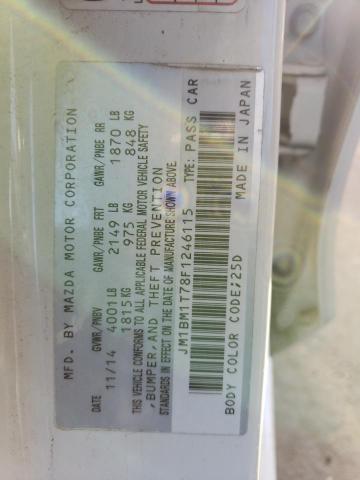 MFD. BY MAZDA MOTOR CORPORATION
GVWR/PNBV GAWR/PNBE FRT GAWR/PNBE RR
DATE 11/14 4001LB 2149 LB 1870 LB
1815KG 975 KG 848 KG
THIS VEHICLE CONFORMS TO ALL APPLICABLE FEDERAL MOTOR VEHICLE SAFETY
,BUMPER,AND THEFT PREVENTION
STANDARDS IN EFFECT ON THE DATE OF MANUFACTURE SHOWN ABOVE.
JM1BM1T78F1246115 TYPE: PASS CAR
BODY COLOR CODE;25D MADE IN JAPAN